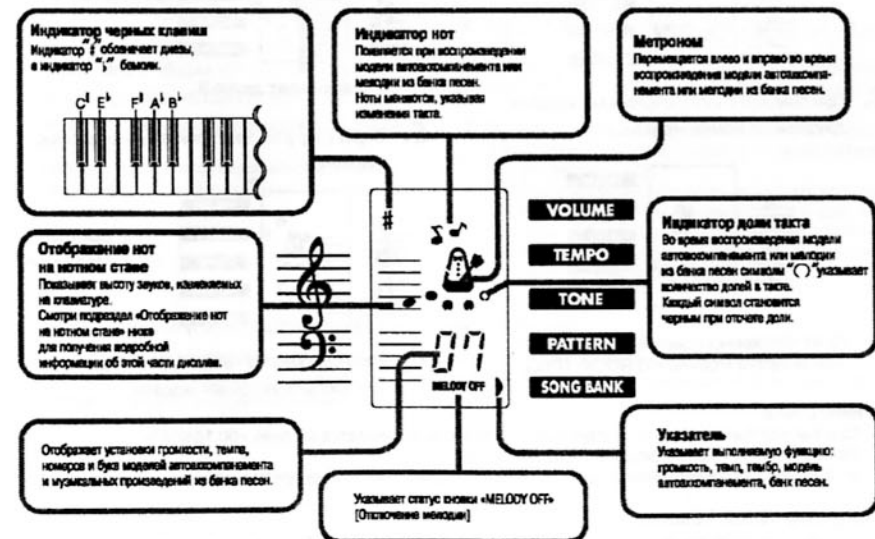 Индикатор черных клавиш
Индикатор "♯" обозначает диезы,
а индикатор "♭" бемоли.
C♯ E♭ F♯ A♭ B♭
Индикатор нот
Появляется при воспроизведении
модели автоаккомпанемента или
мелодии из банка песен.
Ноты меняются, указывая
изменения такта.
Метроном
Перемещается влево и вправо во время
воспроизведения модели автоаккомпа-
немента или мелодии из банка песен.
Отображение нот
на нотном стане
Показывает высоту звуков, нажимаемых
на клавиатуре.
Смотри подраздел «Отображение нот
на нотном стане» ниже
для получения подробной
информации об этой части дисплея.
♯
07
MELODY OFF
VOLUME
TEMPO
TONE
PATTERN
SONG BANK
Индикатор доли такта
Во время воспроизведения модели
автоаккомпанемента или мелодии
из банка песен символы "○" указывает
количество долей в такте.
Каждый символ становится
черным при отсчете доли.
Отображает установки громкости, темпа,
номеров и букв моделей автоаккомпанемента
и музыкальных произведений из банка песен.
Указывает статус кнопки «MELODY OFF»
[Отключение мелодии]
Указатель
Указывает выполняемую функцию:
громкость, темп, тембр, модель
автоаккомпанемента, банк песен.